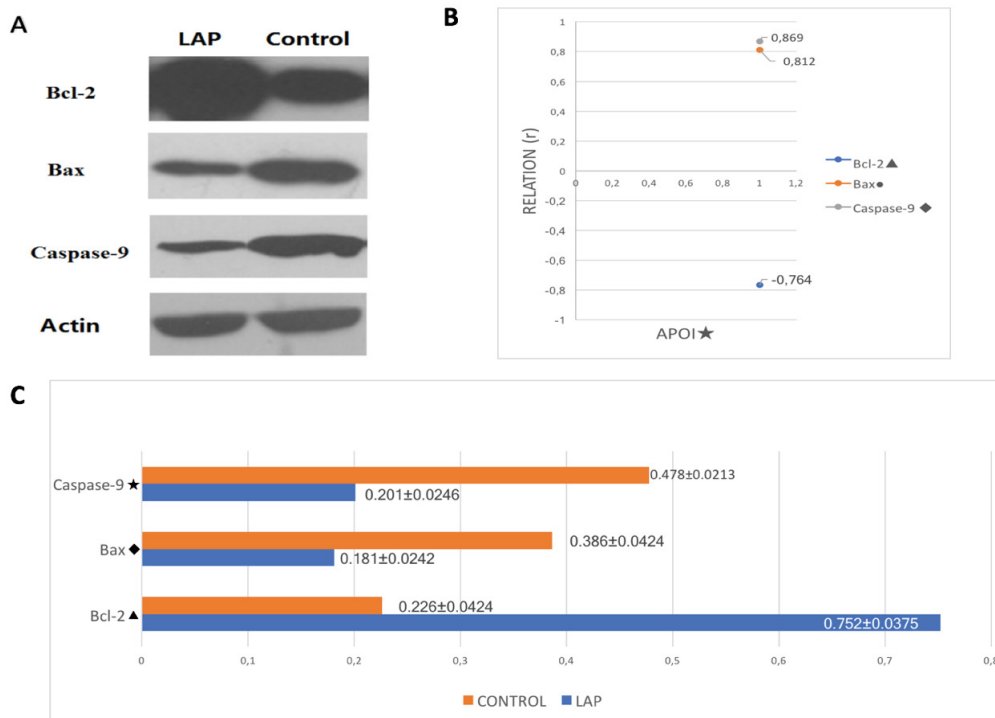 A
LAP Control
Bcl-2
Bax
Caspase-9
Actin
B
1
0,8
0,6
0,4
0,2
0
-0,2
-0,4
-0,6
-0,8
-1
0 0,2 0,4 0,6 0,8 1 1,2
0,869
0,812
-0,764
RELATION (r)
APOI★
Bcl-2▲
Bax●
Caspase-9 ◆
C
Caspase-9★
0.478±0.0213
0.201±0.0246
Bax◆
0.386±0.0424
0.181±0.0242
Bcl-2▲
0.226±0.0424
0.752±0.0375
0 0,1 0,2 0,3 0,4 0,5 0,6 0,7 0,8
CONTROL LAP